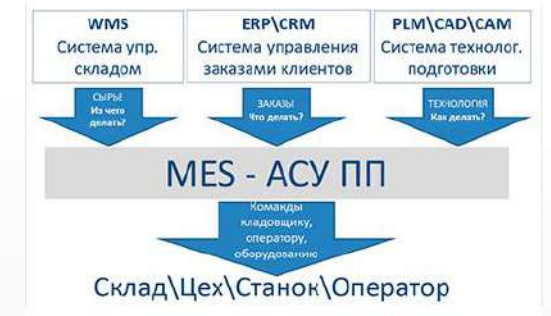 WMS
Система упр.
складом
ERP\CRM
Система управления
заказами клиентов
PLM\CAD\CAM
Система технолог.
подготовки
СЫРЬЕ
Из чего
делать?
ЗАКАЗЫ
Что делать?
ТЕХНОЛОГИЯ
Как делать?
MES - АСУ ПП
Команды
кладовщику,
оператору,
оборудованию
Склад\Цех\Станок\Оператор